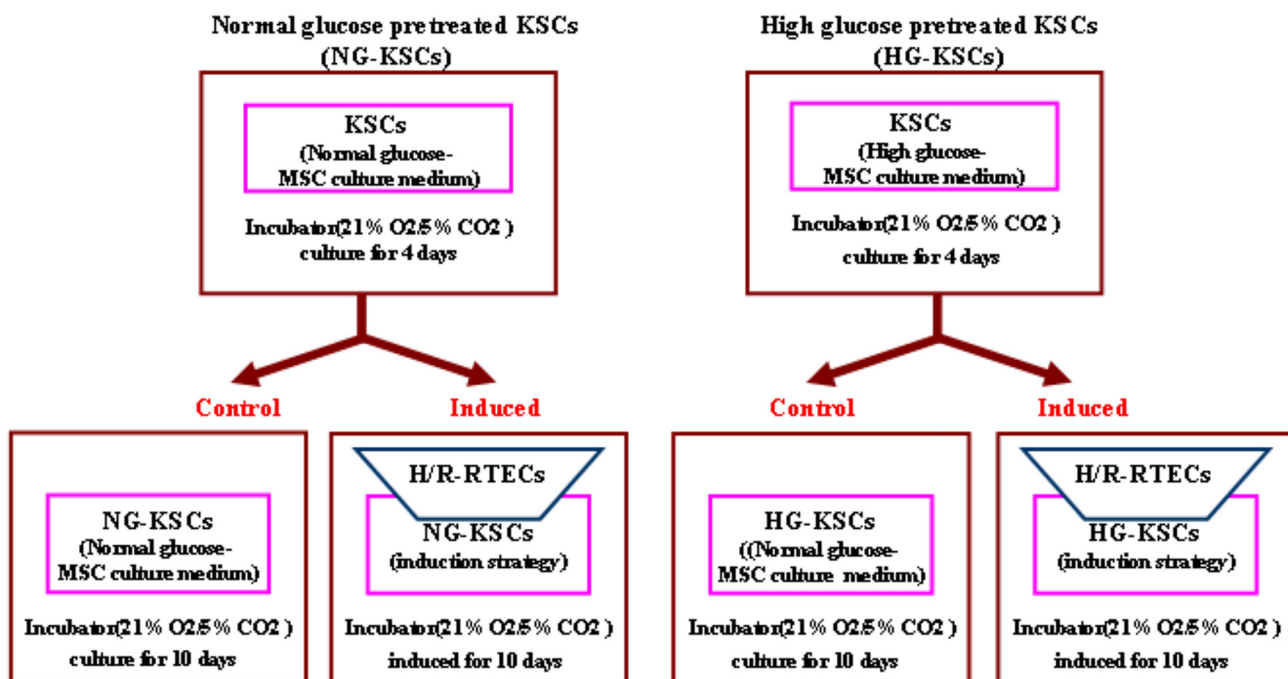 Normal glucose pretreated KSCs
(NG-KSCs)
KSCs
(Normal glucose-
MSC culture medium)
Incubator(21% O2/5% CO2 )
culture for 4 days
High glucose pretreated KSCs
(HG-KSCs)
KSCs
(High glucose-
MSC culture medium)
Incubator(21% O2/5% CO2 )
culture for 4 days
Control
Induced
Control
Induced
NG-KSCs
(Normal glucose-
MSC culture medium)
Incubator(21% O2/5% CO2 )
culture for 10 days
H/R-RTECs
NG-KSCs
(induction strategy)
Incubator(21% O2/5% CO2 )
induced for 10 days
HG-KSCs
((Normal glucose-
MSC culture medium)
Incubator(21% O2/5% CO2 )
culture for 10 days
H/R-RTECs
HG-KSCs
(induction strategy)
Incubator(21% O2/5% CO2 )
induced for 10 days